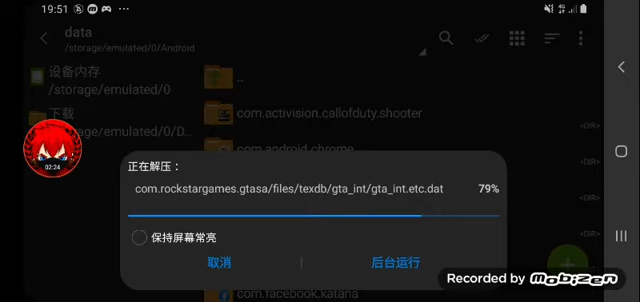 19:51
data
/storage/emulated/0/Android
设备内存
/storage/emulated/0
..
下载
storage/emulated/0/D...
com.activision.callofduty.shooter
<DIR>
com.android.chrome
<DIR>
02:24
正在解压：
com.rockstargames.gtasa/files/texdb/gta_int/gta_int.etc.dat 79%
<DIR>
保持屏幕常亮
取消 | 后台运行
Recorded by mobizen
com.facebook.katana